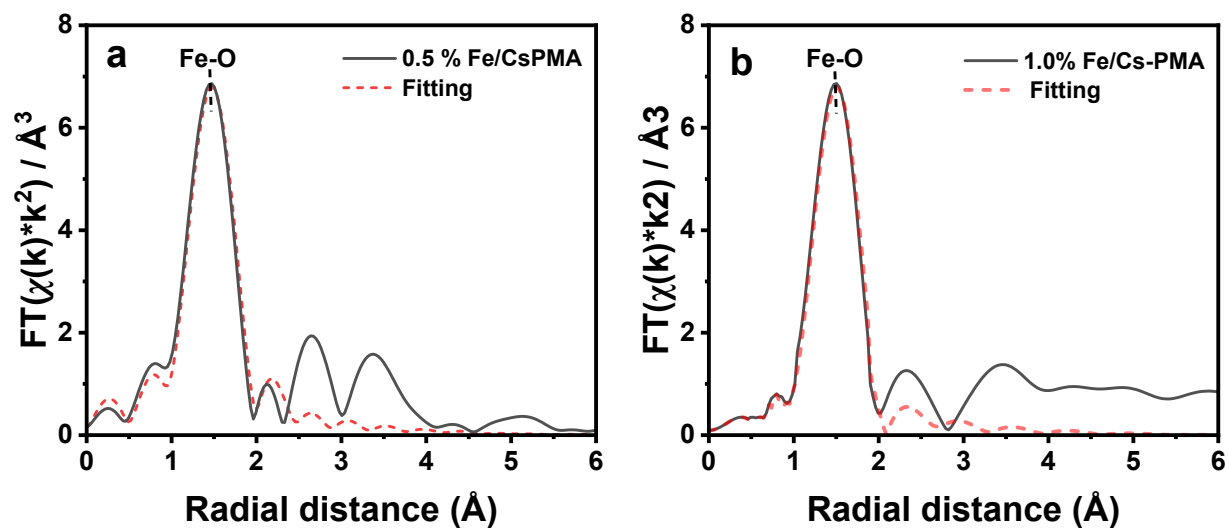 a
Fe-O
0.5 % Fe/CsPMA
Fitting
FT(χ(k)*k²) / Å³
8
6
4
2
0
0 1 2 3 4 5 6
Radial distance (Å)
b
Fe-O
1.0% Fe/Cs-PMA
Fitting
FT(χ(k)*k2) / Å3
8
6
4
2
0
0 1 2 3 4 5 6
Radial distance (Å)